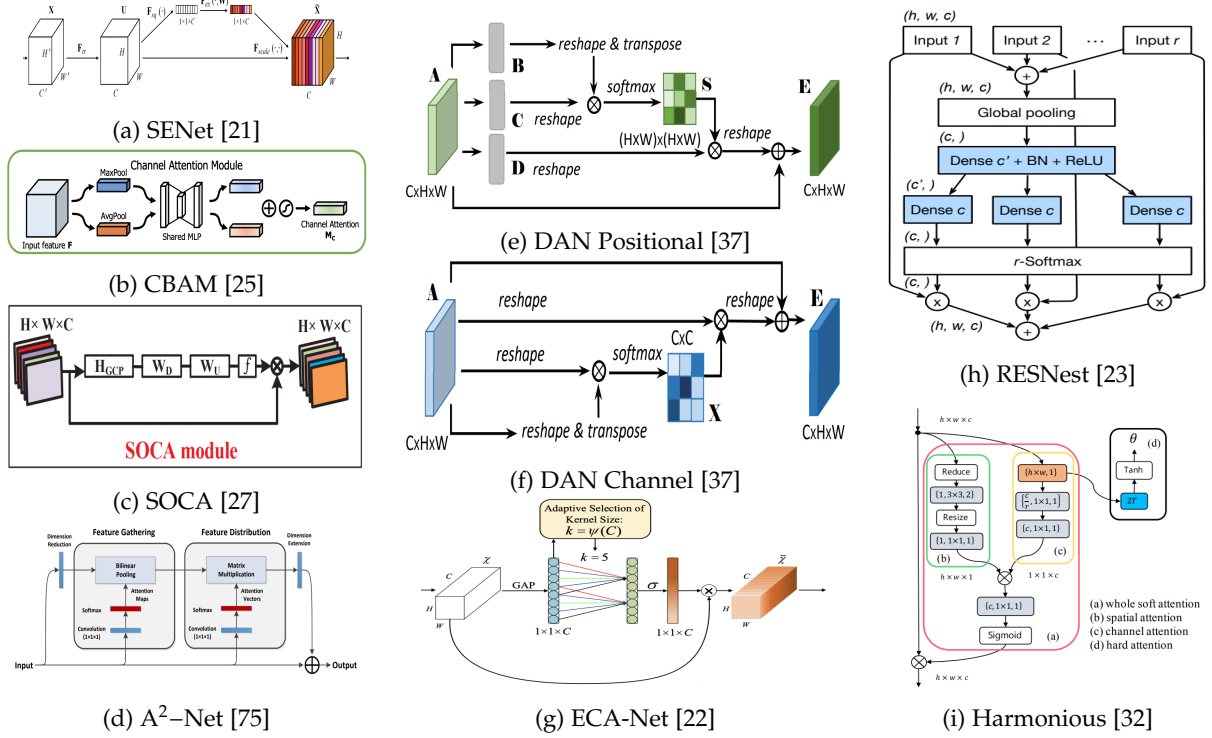 X
U
F_sq(·)
F_ex(·,W)
X̃
1×1×C
1×1×C
H'
F_tr
H
F_scale(·,·)
H
W'
W
W
C'
C
C
(a) SENet [21]
Channel Attention Module
MaxPool
AvgPool
Input feature F
Shared MLP
Channel Attention
M_C
(b) CBAM [25]
H× W×C
H× W×C
H_GCP
W_D
W_U
f
SOCA module
(c) SOCA [27]
Feature Gathering
Feature Distribution
Dimension
Reduction
Dimension
Extension
Bilinear
Pooling
Matrix
Multiplication
Attention
Maps
Attention
Vectors
Softmax
Softmax
Convolution
(1×1×1)
Convolution
(1×1×1)
Input
Output
(d) A²–Net [75]
A
B
reshape & transpose
softmax
S
E
C
reshape
(HxW)x(HxW)
reshape
D
reshape
CxHxW
CxHxW
(e) DAN Positional [37]
A
reshape
reshape
E
CxC
reshape
softmax
X
CxHxW
reshape & transpose
CxHxW
(f) DAN Channel [37]
Adaptive Selection of
Kernel Size:
k = ψ(C)
k = 5
χ
χ̃
C
GAP
σ
C
H
W
1×1×C
1×1×C
H
W
(g) ECA-Net [22]
(h, w, c)
Input 1
Input 2
...
Input r
+
(h, w, c)
Global pooling
(c, )
Dense c' + BN + ReLU
(c', )
Dense c
Dense c
Dense c
(c, )
r-Softmax
(c, )
x
x
x
(h, w, c)
+
(h) RESNest [23]
h×w×c
θ
(d)
Reduce
{h×w, 1}
Tanh
{1, 3×3, 2}
{c/r, 1×1, 1}
2T
Resize
{c, 1×1, 1}
{1, 1×1, 1}
(b)
(c)
h×w×1
1×1×c
{c, 1×1, 1}
Sigmoid
(a)
(a) whole soft attention
(b) spatial attention
(c) channel attention
(d) hard attention
h×w×c
(i) Harmonious [32]